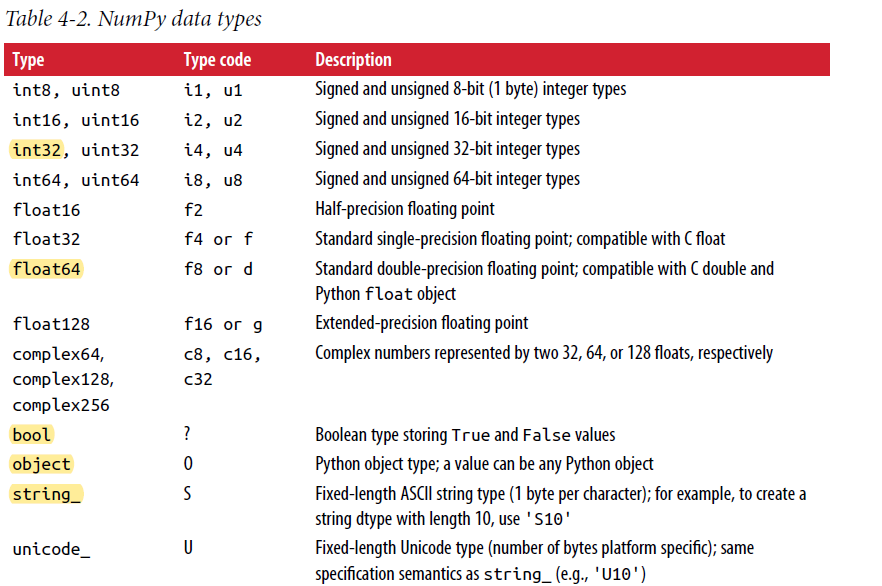 Table 4-2. NumPy data types
Type Type code Description
int8, uint8 i1, u1 Signed and unsigned 8-bit (1 byte) integer types
int16, uint16 i2, u2 Signed and unsigned 16-bit integer types
int32, uint32 i4, u4 Signed and unsigned 32-bit integer types
int64, uint64 i8, u8 Signed and unsigned 64-bit integer types
float16 f2 Half-precision floating point
float32 f4 or f Standard single-precision floating point; compatible with C float
float64 f8 or d Standard double-precision floating point; compatible with C double and
Python float object
float128 f16 or g Extended-precision floating point
complex64, c8, c16, Complex numbers represented by two 32, 64, or 128 floats, respectively
complex128, c32
complex256
bool ? Boolean type storing True and False values
object O Python object type; a value can be any Python object
string_ S Fixed-length ASCII string type (1 byte per character); for example, to create a
string dtype with length 10, use 'S10'
unicode_ U Fixed-length Unicode type (number of bytes platform specific); same
specification semantics as string_ (e.g., 'U10')